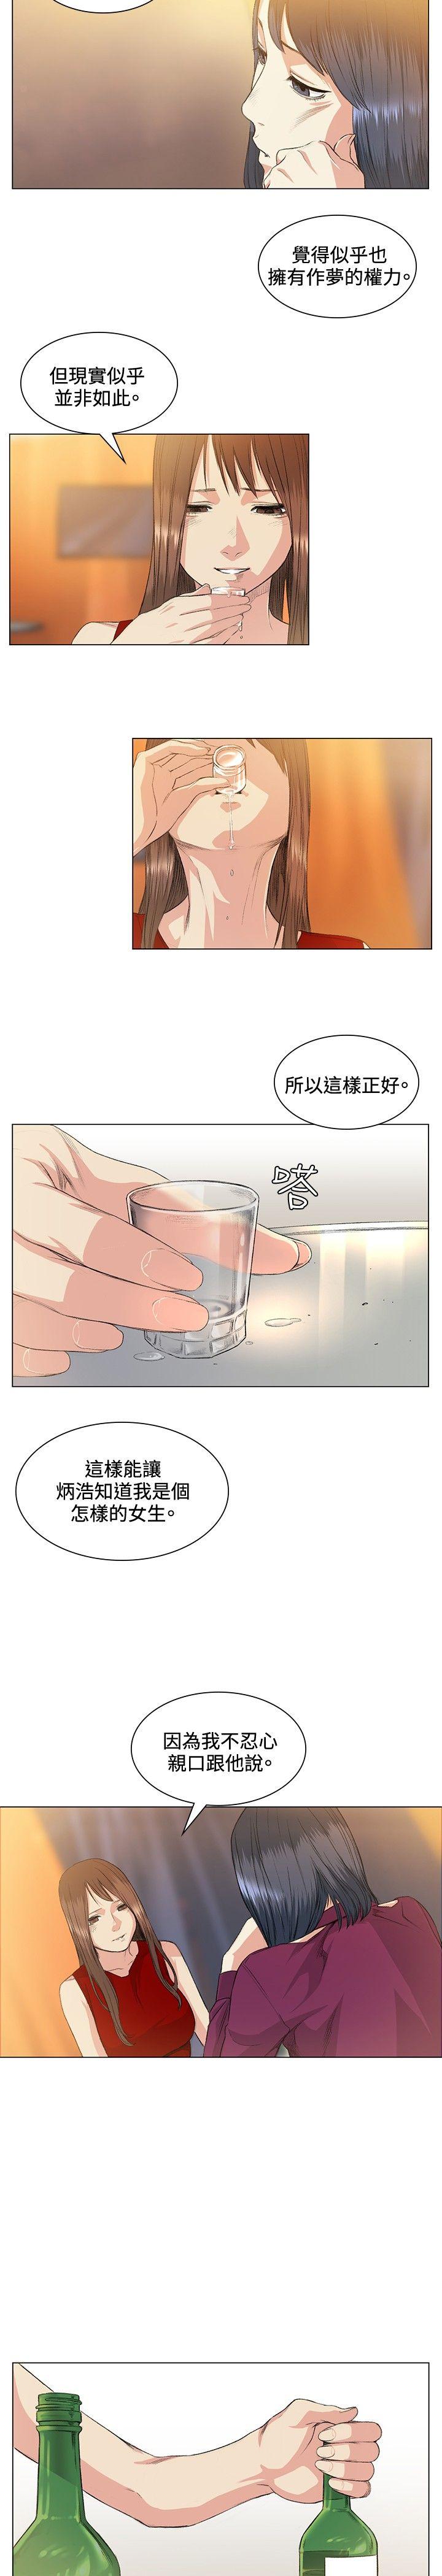 覺得似乎也
擁有作夢的權力。
但現實似乎
並非如此。
所以這樣正好。
嗒
這樣能讓
炳浩知道我是個
怎樣的女生。
因為我不忍心
親口跟他說。